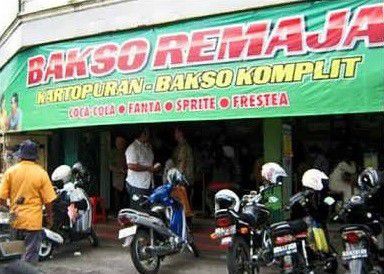 BAKSO REMAJA
KARTOPURAN - BAKSO KOMPLIT
COCA-COLA • FANTA • SPRITE • FRESTEA